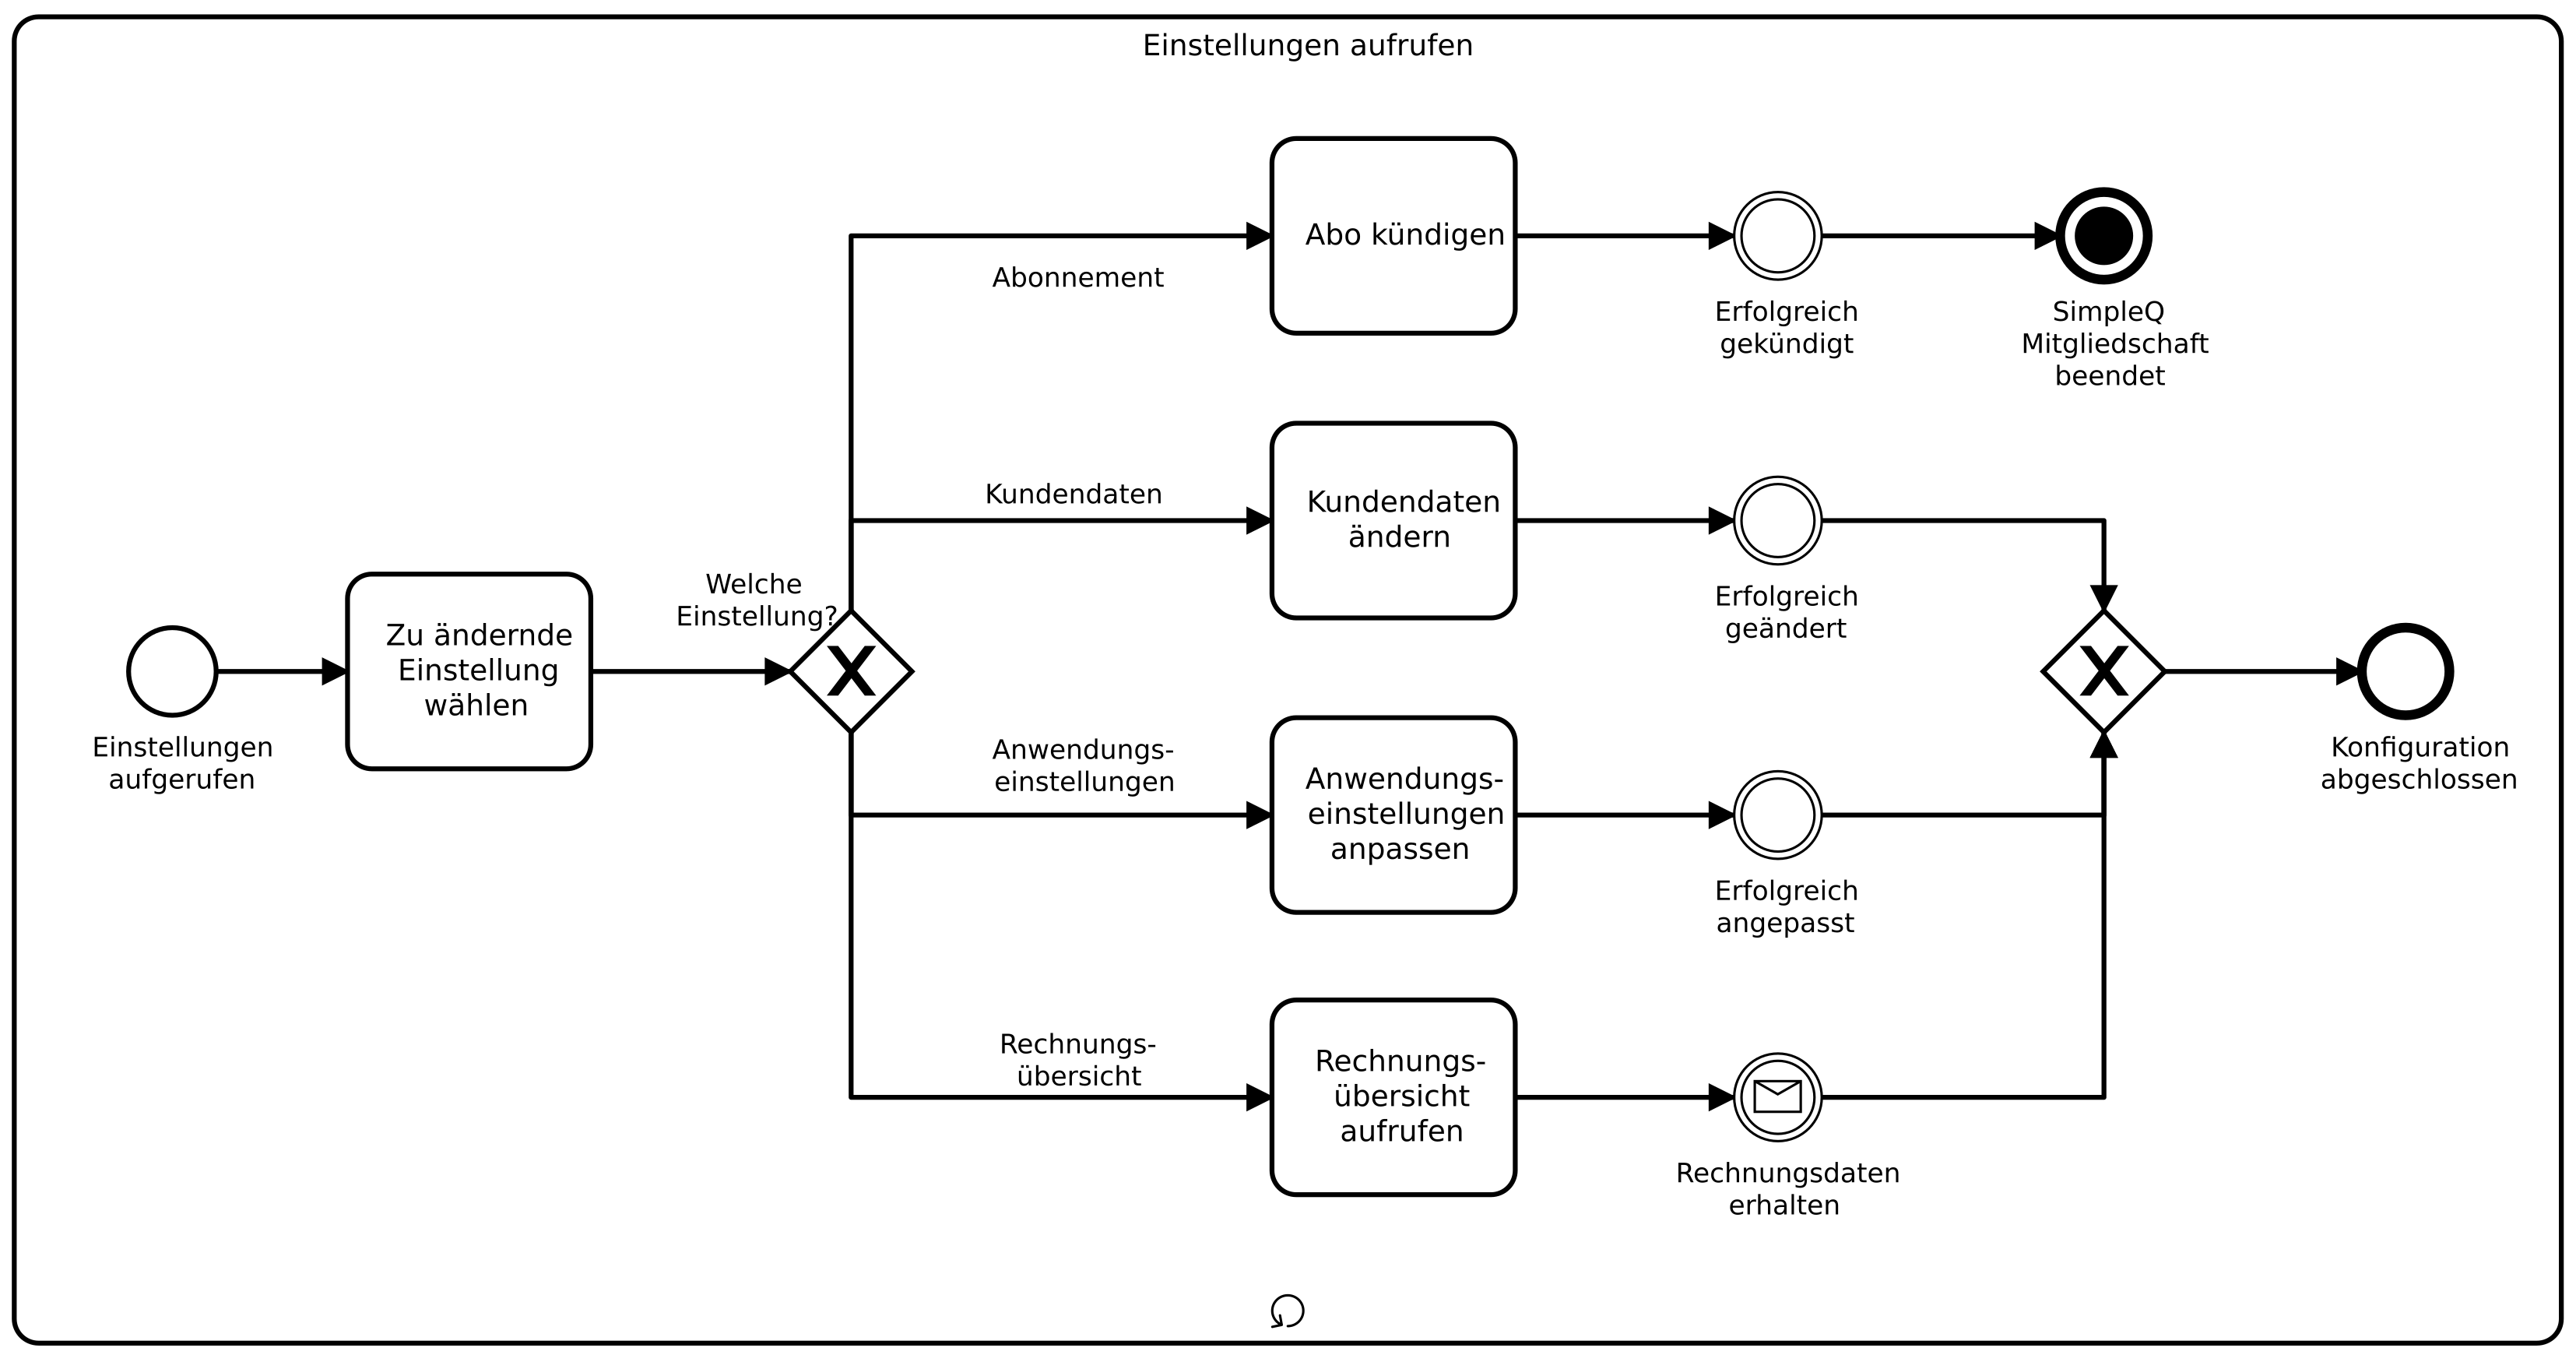 Einstellungen aufrufen
Abo kündigen
Abonnement
Erfolgreich
gekündigt
SimpleQ
Mitgliedschaft
beendet
Kundendaten
Kundendaten
ändern
Erfolgreich
geändert
Welche
Einstellung?
Zu ändernde
Einstellung
wählen
Einstellungen
aufgerufen
X
X
Konfiguration
abgeschlossen
Anwendungs-
einstellungen
Anwendungs-
einstellungen
anpassen
Erfolgreich
angepasst
Rechnungs-
übersicht
Rechnungs-
übersicht
aufrufen
Rechnungsdaten
erhalten